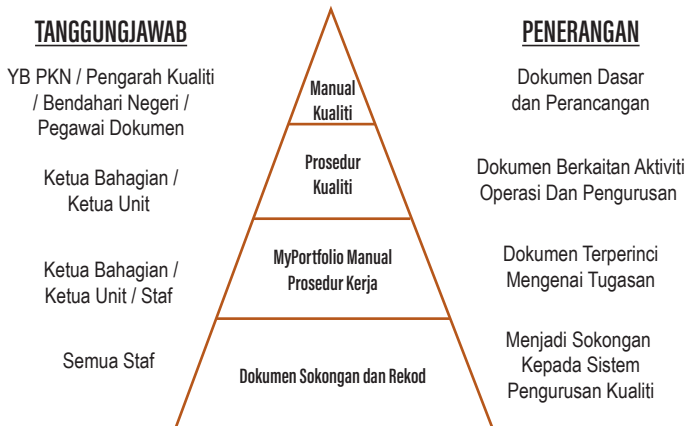 TANGGUNGJAWAB
PENERANGAN
YB PKN / Pengarah Kualiti
/ Bendahari Negeri /
Pegawai Dokumen
Manual
Kualiti
Dokumen Dasar
dan Perancangan
Ketua Bahagian /
Ketua Unit
Prosedur
Kualiti
Dokumen Berkaitan Aktiviti
Operasi Dan Pengurusan
Ketua Bahagian /
Ketua Unit / Staf
MyPortfolio Manual
Prosedur Kerja
Dokumen Terperinci
Mengenai Tugasan
Semua Staf
Dokumen Sokongan dan Rekod
Menjadi Sokongan
Kepada Sistem
Pengurusan Kualiti